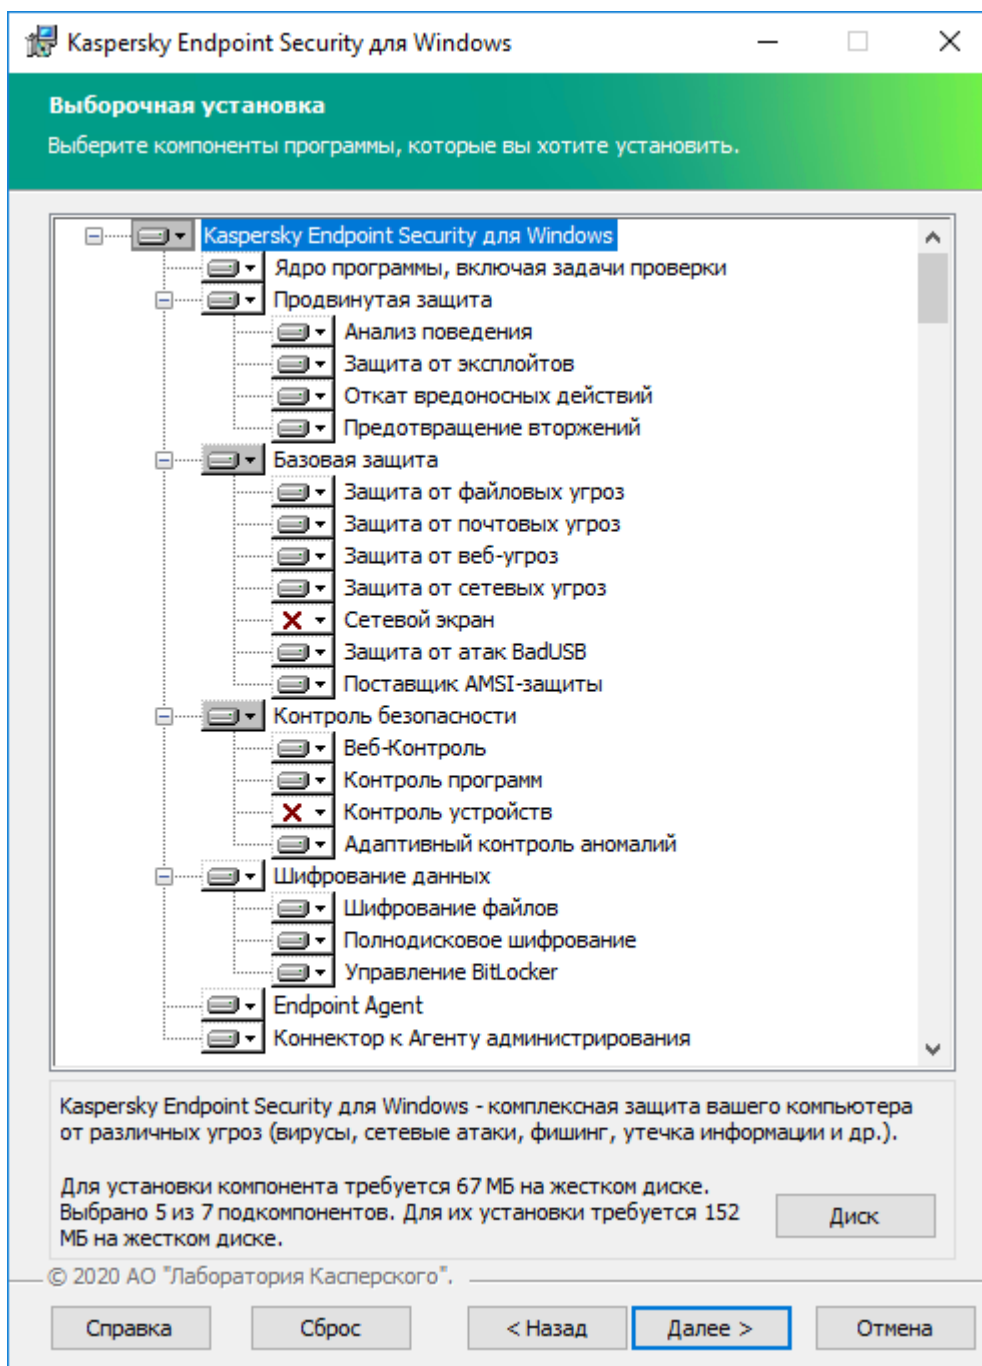 Kaspersky Endpoint Security для Windows
Выборочная установка
Выберите компоненты программы, которые вы хотите установить.
Kaspersky Endpoint Security для Windows
Ядро программы, включая задачи проверки
Продвинутая защита
Анализ поведения
Защита от эксплойтов
Откат вредоносных действий
Предотвращение вторжений
Базовая защита
Защита от файловых угроз
Защита от почтовых угроз
Защита от веб-угроз
Защита от сетевых угроз
Сетевой экран
Защита от атак BadUSB
Поставщик AMSI-защиты
Контроль безопасности
Веб-Контроль
Контроль программ
Контроль устройств
Адаптивный контроль аномалий
Шифрование данных
Шифрование файлов
Полнодисковое шифрование
Управление BitLocker
Endpoint Agent
Коннектор к Агенту администрирования
Kaspersky Endpoint Security для Windows - комплексная защита вашего компьютера
от различных угроз (вирусы, сетевые атаки, фишинг, утечка информации и др.).
Для установки компонента требуется 67 МБ на жестком диске.
Выбрано 5 из 7 подкомпонентов. Для их установки требуется 152
МБ на жестком диске.
Диск
© 2020 АО "Лаборатория Касперского".
Справка
Сброс
< Назад
Далее >
Отмена